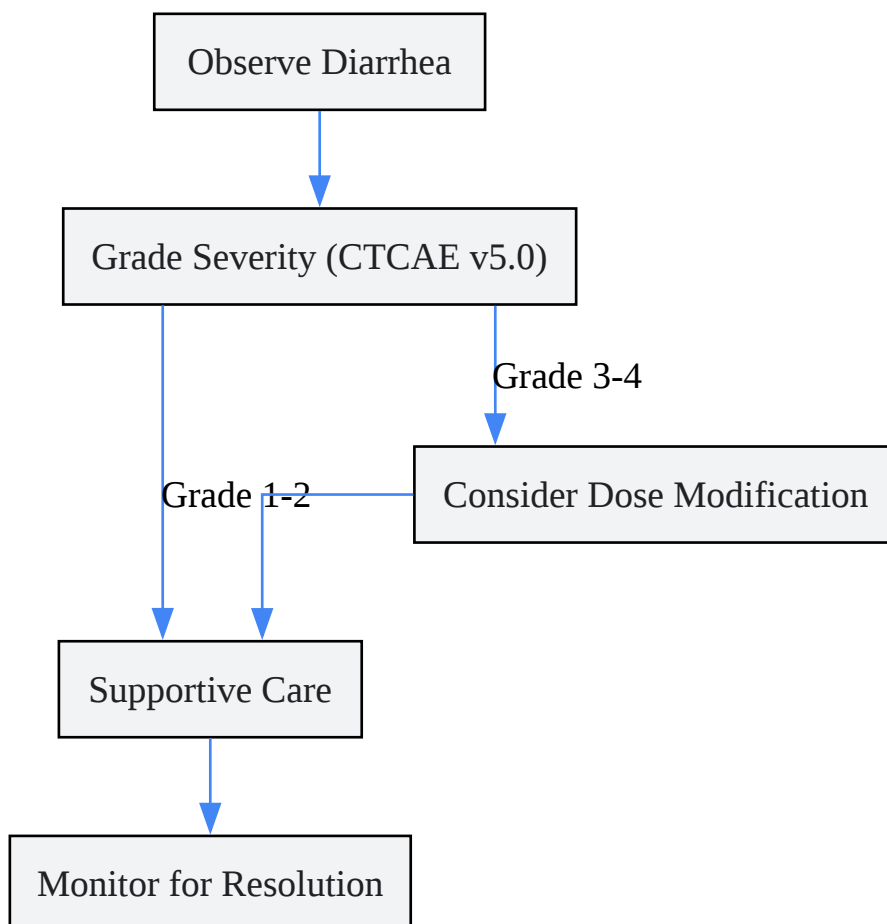 Observe Diarrhea
Grade Severity (CTCAE v5.0)
Grade 3-4
Grade 1-2
Consider Dose Modification
Supportive Care
Monitor for Resolution